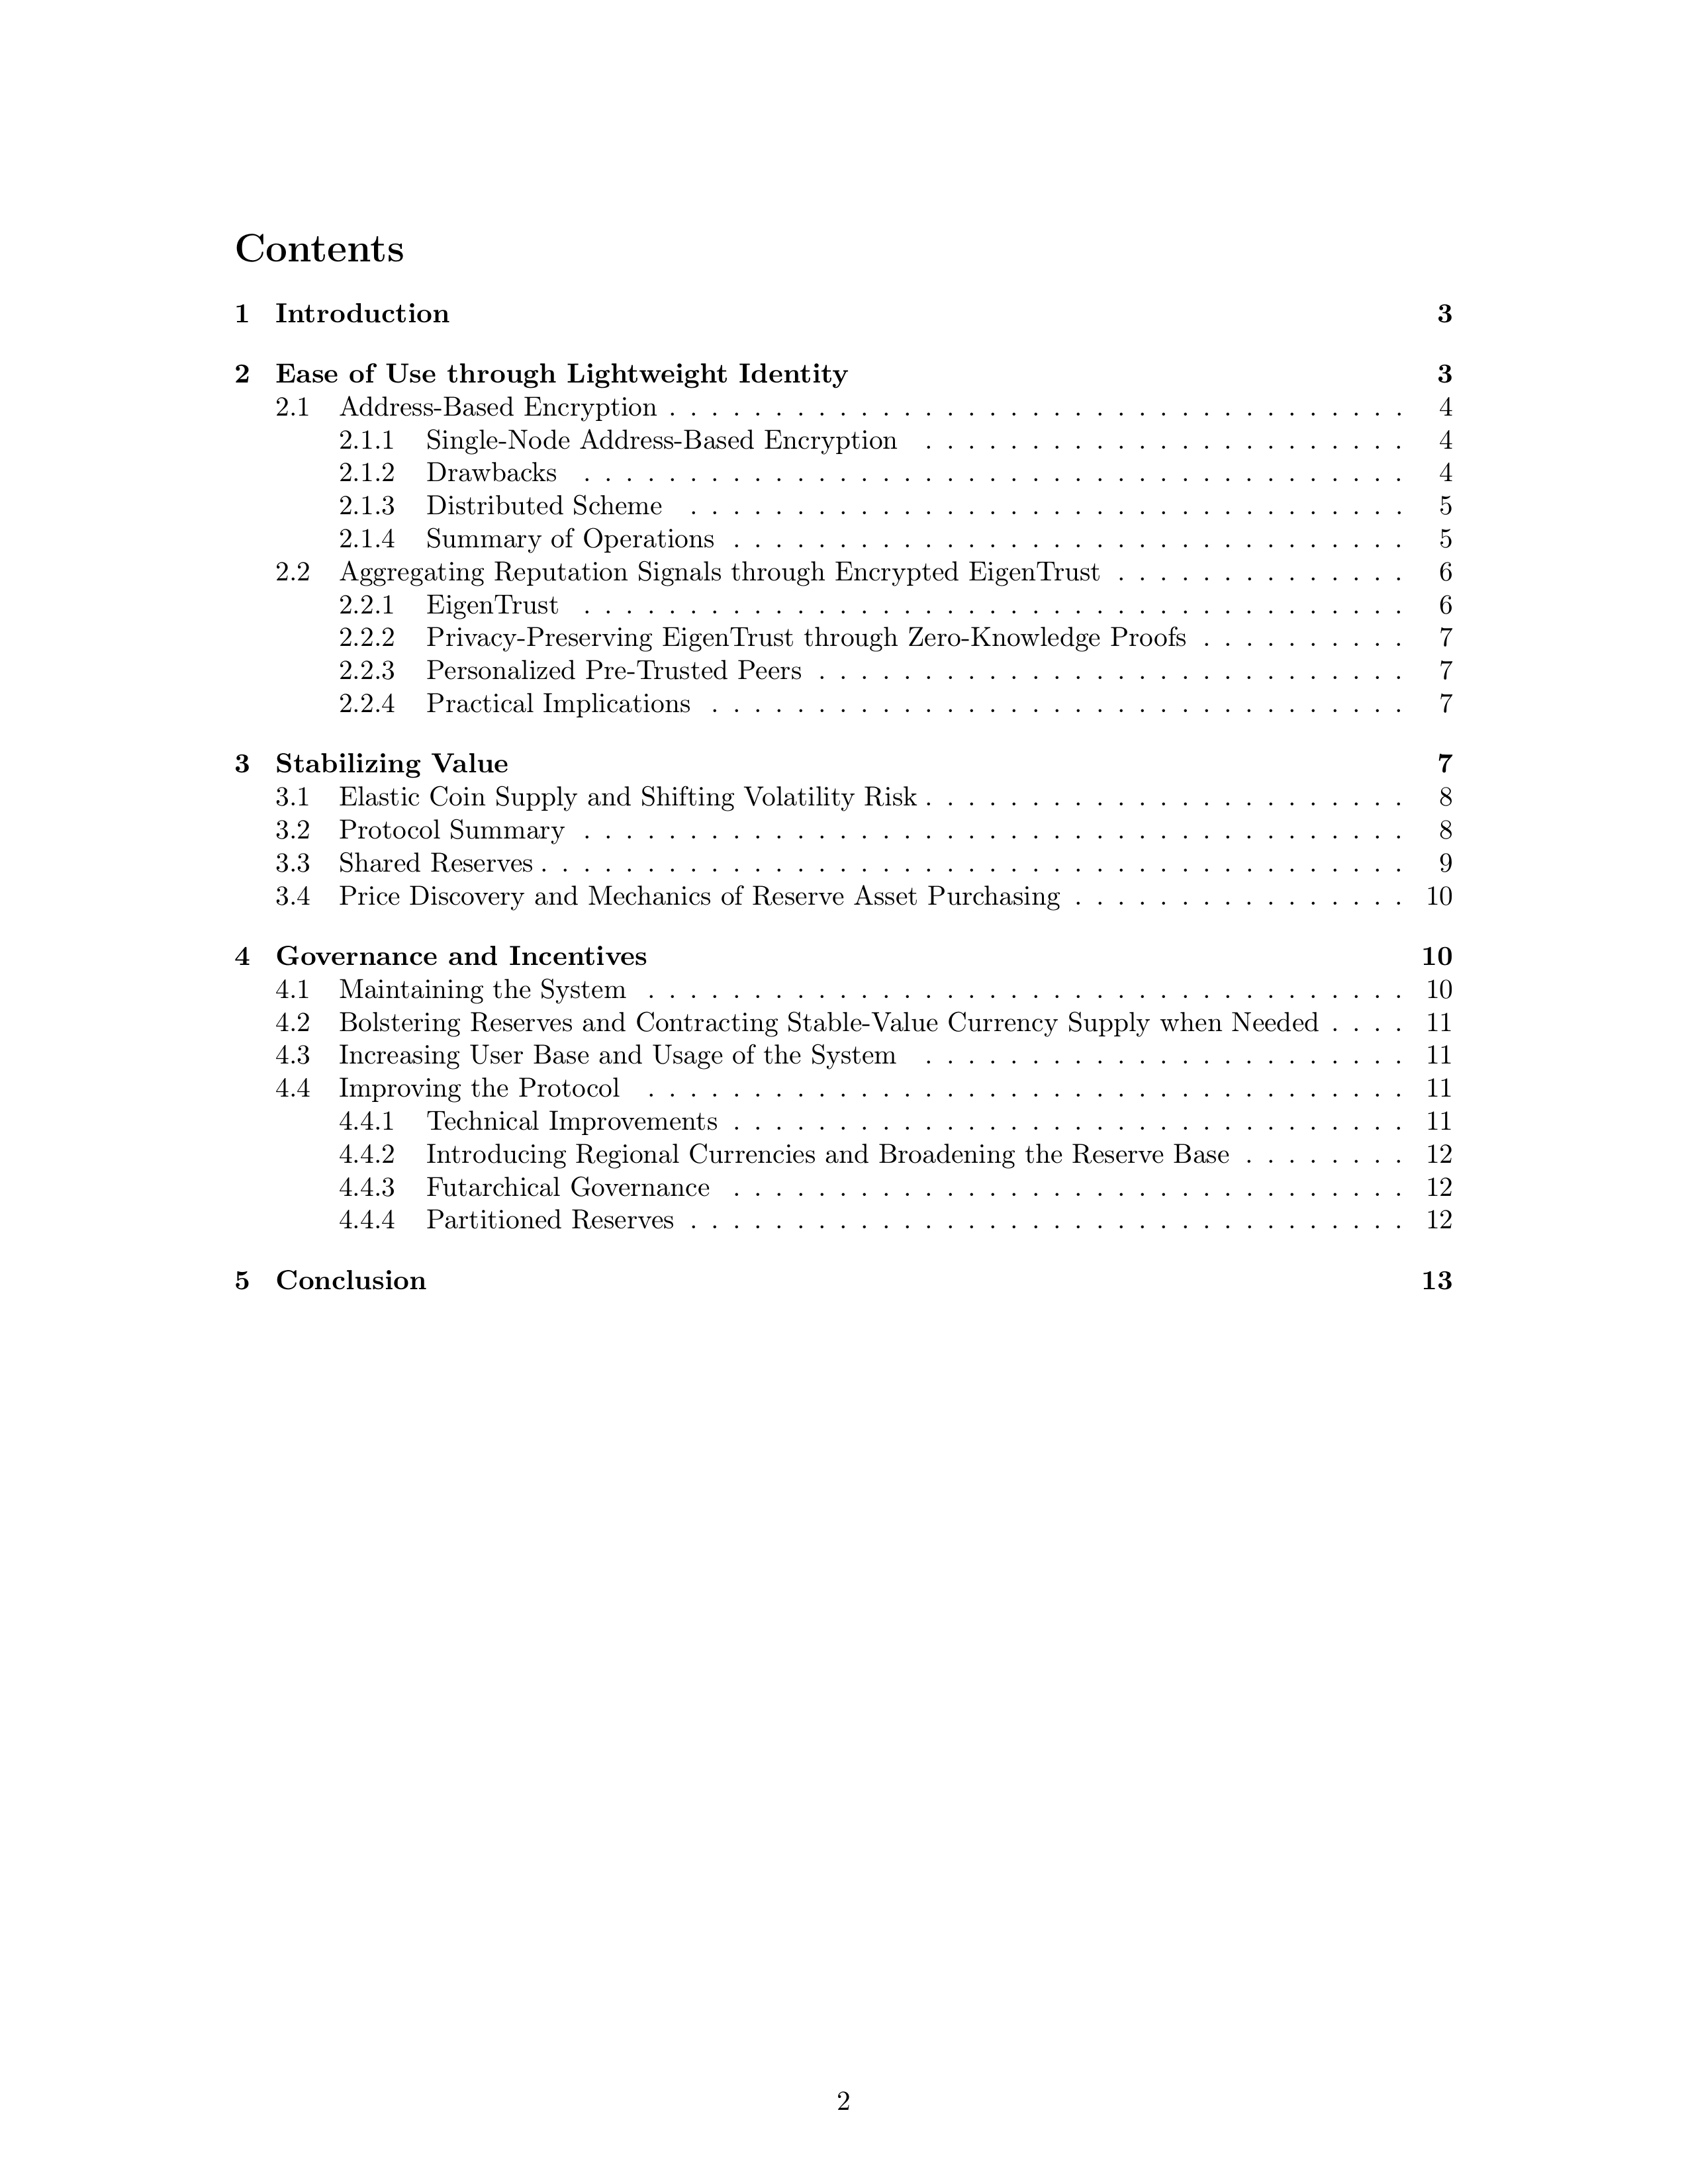 Contents
1 Introduction 3
2 Ease of Use through Lightweight Identity 3
2.1 Address-Based Encryption . . . . . . . . . . . . . . . . . . . . . . . . . . . . . . . . . . . 4
2.1.1 Single-Node Address-Based Encryption . . . . . . . . . . . . . . . . . . . . . . . 4
2.1.2 Drawbacks . . . . . . . . . . . . . . . . . . . . . . . . . . . . . . . . . . . . . . . 4
2.1.3 Distributed Scheme . . . . . . . . . . . . . . . . . . . . . . . . . . . . . . . . . . 5
2.1.4 Summary of Operations . . . . . . . . . . . . . . . . . . . . . . . . . . . . . . . . 5
2.2 Aggregating Reputation Signals through Encrypted EigenTrust . . . . . . . . . . . . . . 6
2.2.1 EigenTrust . . . . . . . . . . . . . . . . . . . . . . . . . . . . . . . . . . . . . . . 6
2.2.2 Privacy-Preserving EigenTrust through Zero-Knowledge Proofs . . . . . . . . . . 7
2.2.3 Personalized Pre-Trusted Peers . . . . . . . . . . . . . . . . . . . . . . . . . . . . 7
2.2.4 Practical Implications . . . . . . . . . . . . . . . . . . . . . . . . . . . . . . . . . 7
3 Stabilizing Value 7
3.1 Elastic Coin Supply and Shifting Volatility Risk . . . . . . . . . . . . . . . . . . . . . . . 8
3.2 Protocol Summary . . . . . . . . . . . . . . . . . . . . . . . . . . . . . . . . . . . . . . . 8
3.3 Shared Reserves . . . . . . . . . . . . . . . . . . . . . . . . . . . . . . . . . . . . . . . . . 9
3.4 Price Discovery and Mechanics of Reserve Asset Purchasing . . . . . . . . . . . . . . . . 10
4 Governance and Incentives 10
4.1 Maintaining the System . . . . . . . . . . . . . . . . . . . . . . . . . . . . . . . . . . . . 10
4.2 Bolstering Reserves and Contracting Stable-Value Currency Supply when Needed . . . . 11
4.3 Increasing User Base and Usage of the System . . . . . . . . . . . . . . . . . . . . . . . 11
4.4 Improving the Protocol . . . . . . . . . . . . . . . . . . . . . . . . . . . . . . . . . . . . 11
4.4.1 Technical Improvements . . . . . . . . . . . . . . . . . . . . . . . . . . . . . . . . 11
4.4.2 Introducing Regional Currencies and Broadening the Reserve Base . . . . . . . . 12
4.4.3 Futarchical Governance . . . . . . . . . . . . . . . . . . . . . . . . . . . . . . . . 12
4.4.4 Partitioned Reserves . . . . . . . . . . . . . . . . . . . . . . . . . . . . . . . . . . 12
5 Conclusion 13
2